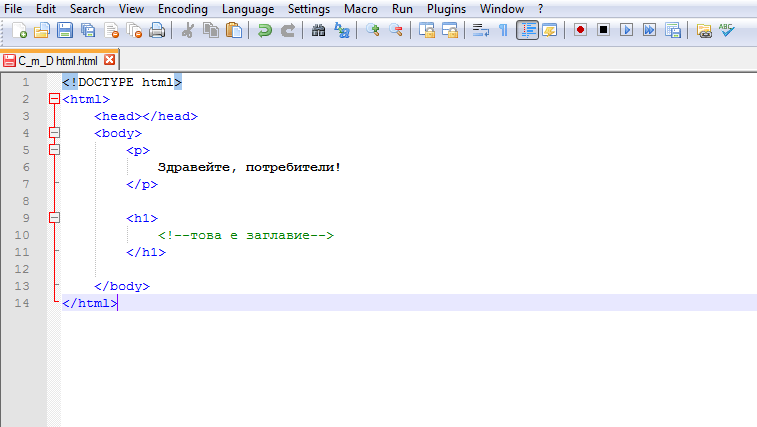 File Edit Search View Encoding Language Settings Macro Run Plugins Window ?
C_m_D html.html
1 <!DOCTYPE html>
2 <html>
3 <head></head>
4 <body>
5 <p>
6 Здравейте, потребители!
7 </p>
8
9 <h1>
10 <!--това е заглавие-->
11 </h1>
12
13 </body>
14 </html>